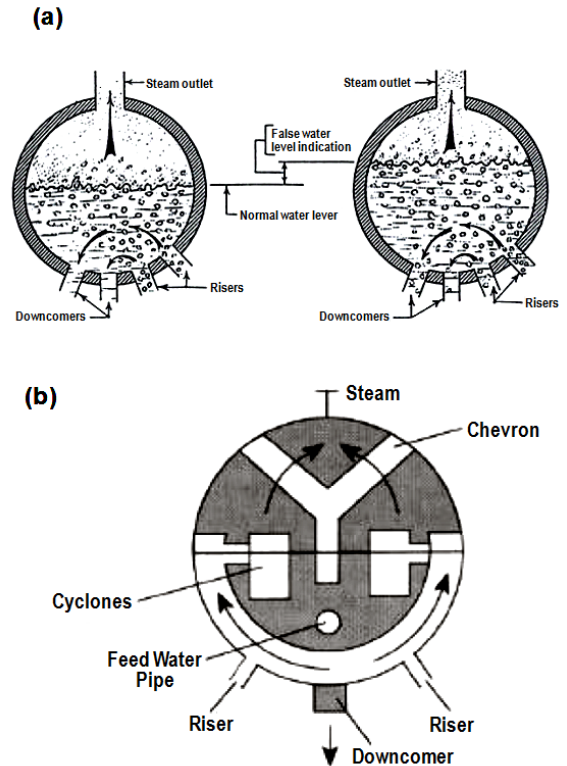 (a)
Steam outlet
Steam outlet
False water
level indication
Normal water lever
Risers
Downcomers
Downcomers
Risers
(b)
Steam
Chevron
Cyclones
Feed Water
Pipe
Riser
Riser
Downcomer